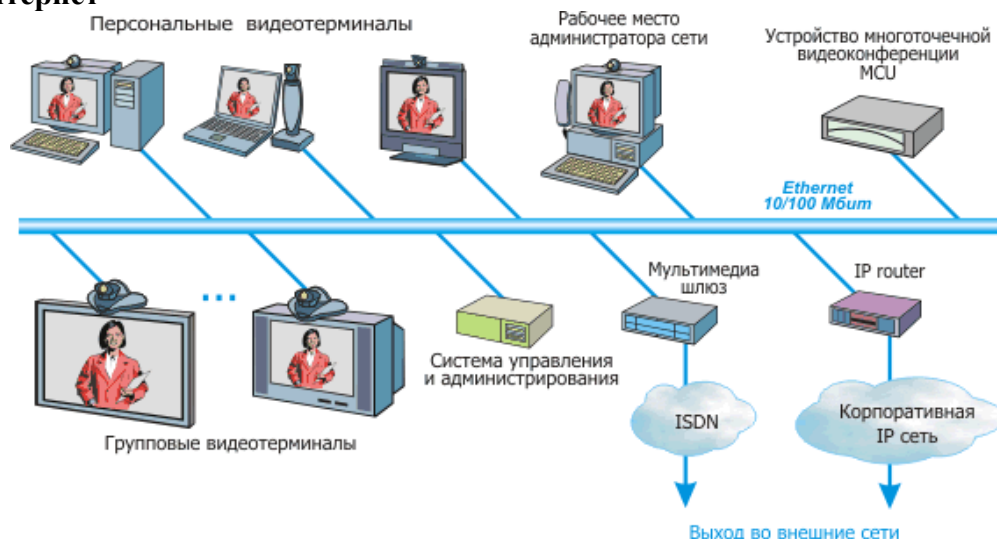 тернет
Персональные видеотерминалы
Рабочее место
администратора сети
Устройство многоточечной
видеоконференции
MCU
Ethernet
10/100 Мбит
...
Мультимедиа
шлюз
IP router
Система управления
и администрирования
ISDN
Корпоративная
IP сеть
Групповые видеотерминалы
Выход во внешние сети